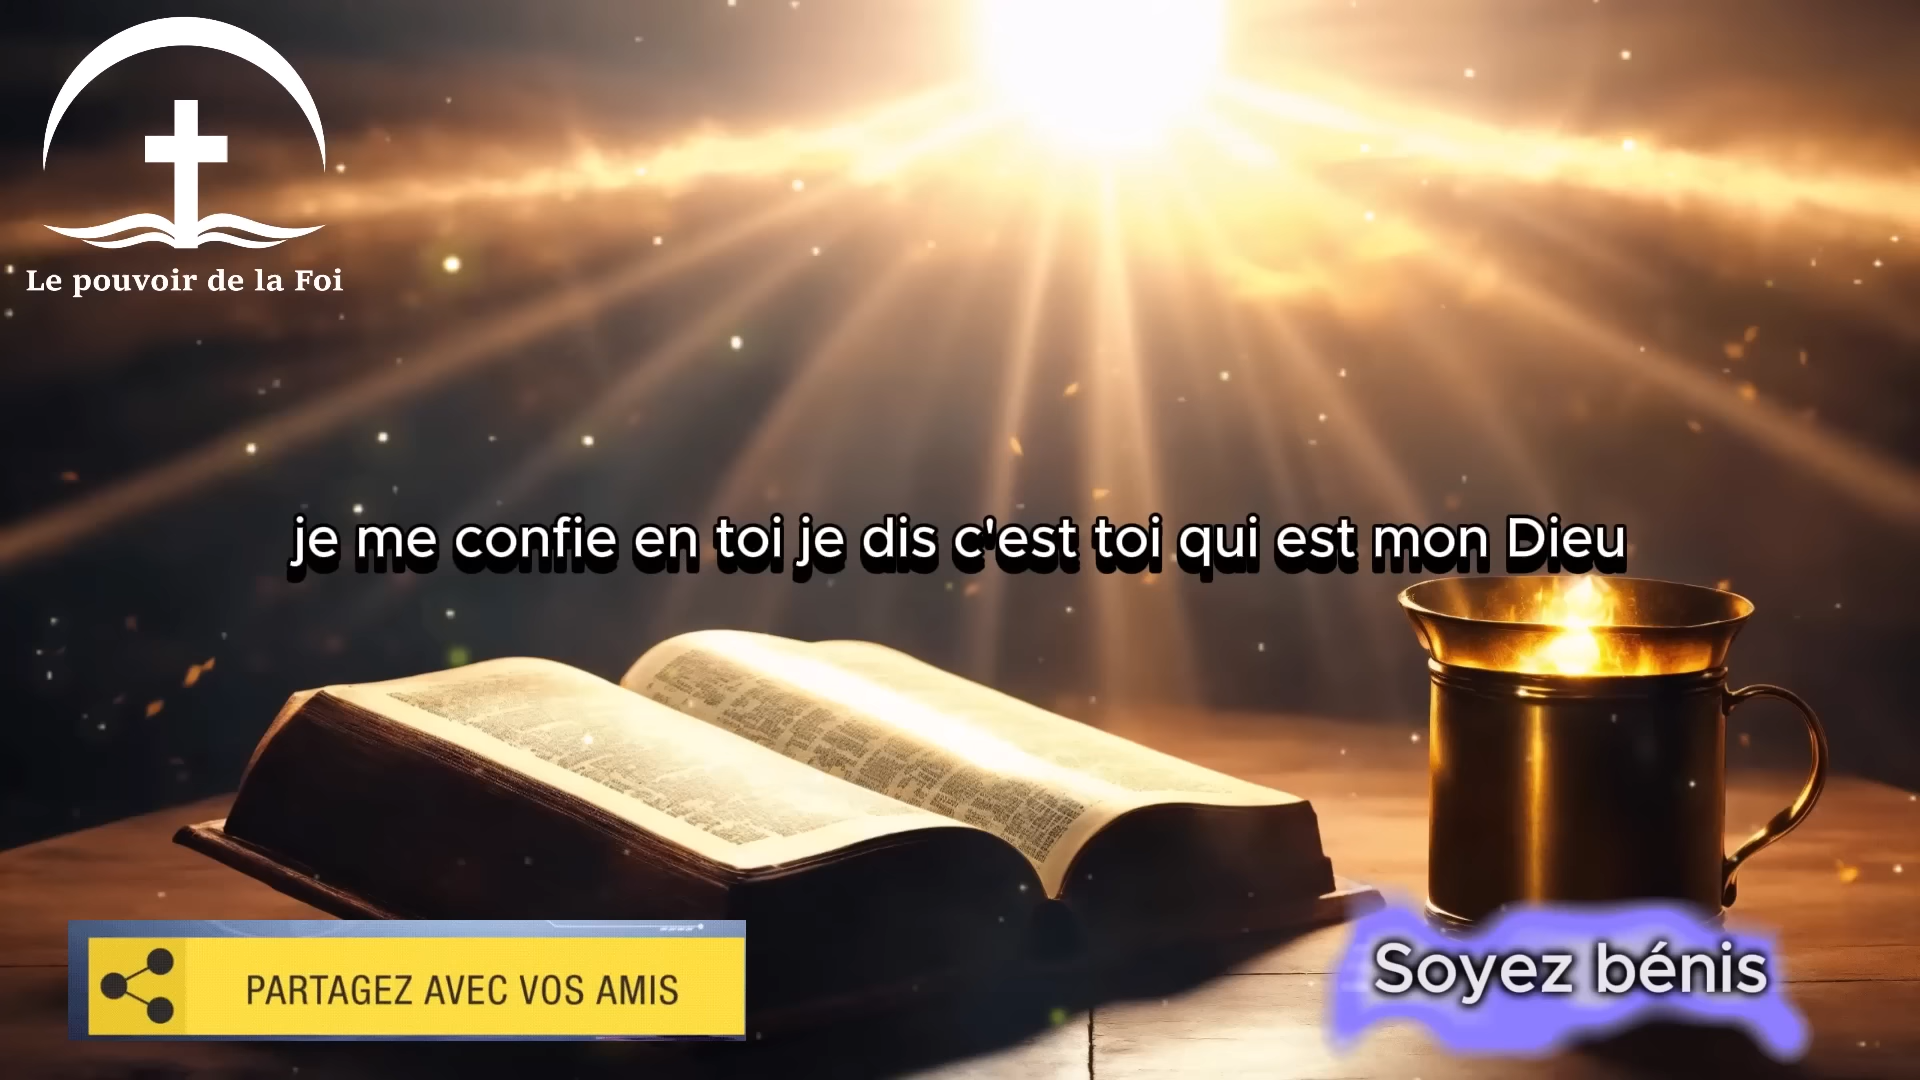 Le pouvoir de la Foi
je me confie en toi je dis c'est toi qui est mon Dieu
PARTAGEZ AVEC VOS AMIS
Soyez bénis